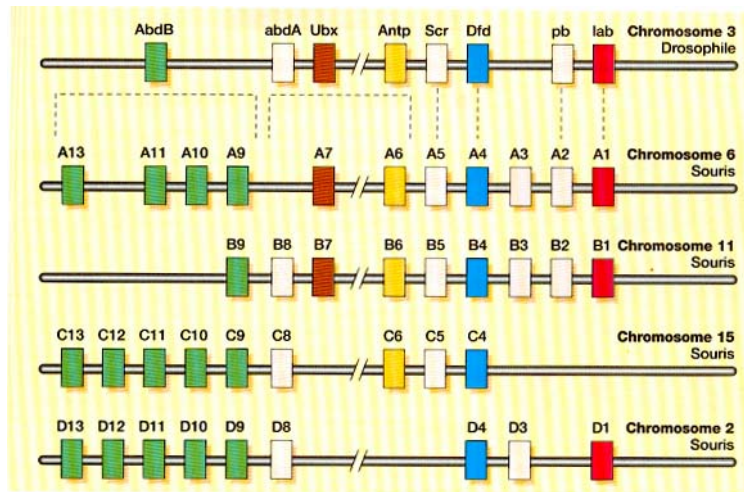 AbdB abdA Ubx Antp Scr Dfd pb lab Chromosome 3
Drosophile
A13 A11 A10 A9 A7 A6 A5 A4 A3 A2 A1 Chromosome 6
Souris
B9 B8 B7 B6 B5 B4 B3 B2 B1 Chromosome 11
Souris
C13 C12 C11 C10 C9 C8 C6 C5 C4 Chromosome 15
Souris
D13 D12 D11 D10 D9 D8 D4 D3 D1 Chromosome 2
Souris